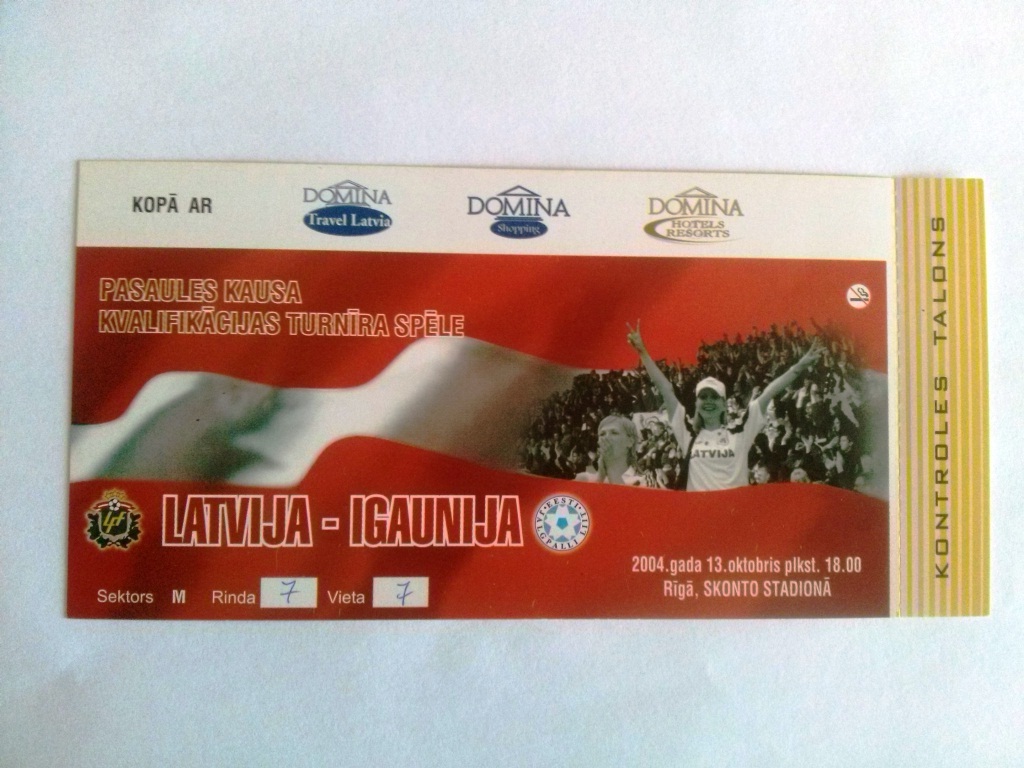 KOPĀ AR
DOMINA
Travel Latvia
DOMINA
Shopping
DOMINA
HOTELS
RESORTS
PASAULES KAUSA
KVALIFIKĀCIJAS TURNĪRA SPĒLE
LATVIJA
lff
LATVIJA - IGAUNIJA
EESTI JALGPALLI LIIT
2004.gada 13.oktobris plkst. 18.00
Rīgā, SKONTO STADIONĀ
Sektors M Rinda 7 Vieta 7
KONTROLES TALONS